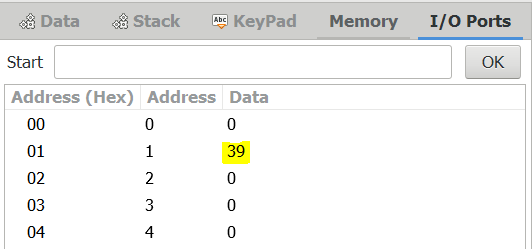 Data Stack Abc KeyPad Memory I/O Ports
Start OK
Address (Hex) Address Data
00 0 0
01 1 39
02 2 0
03 3 0
04 4 0